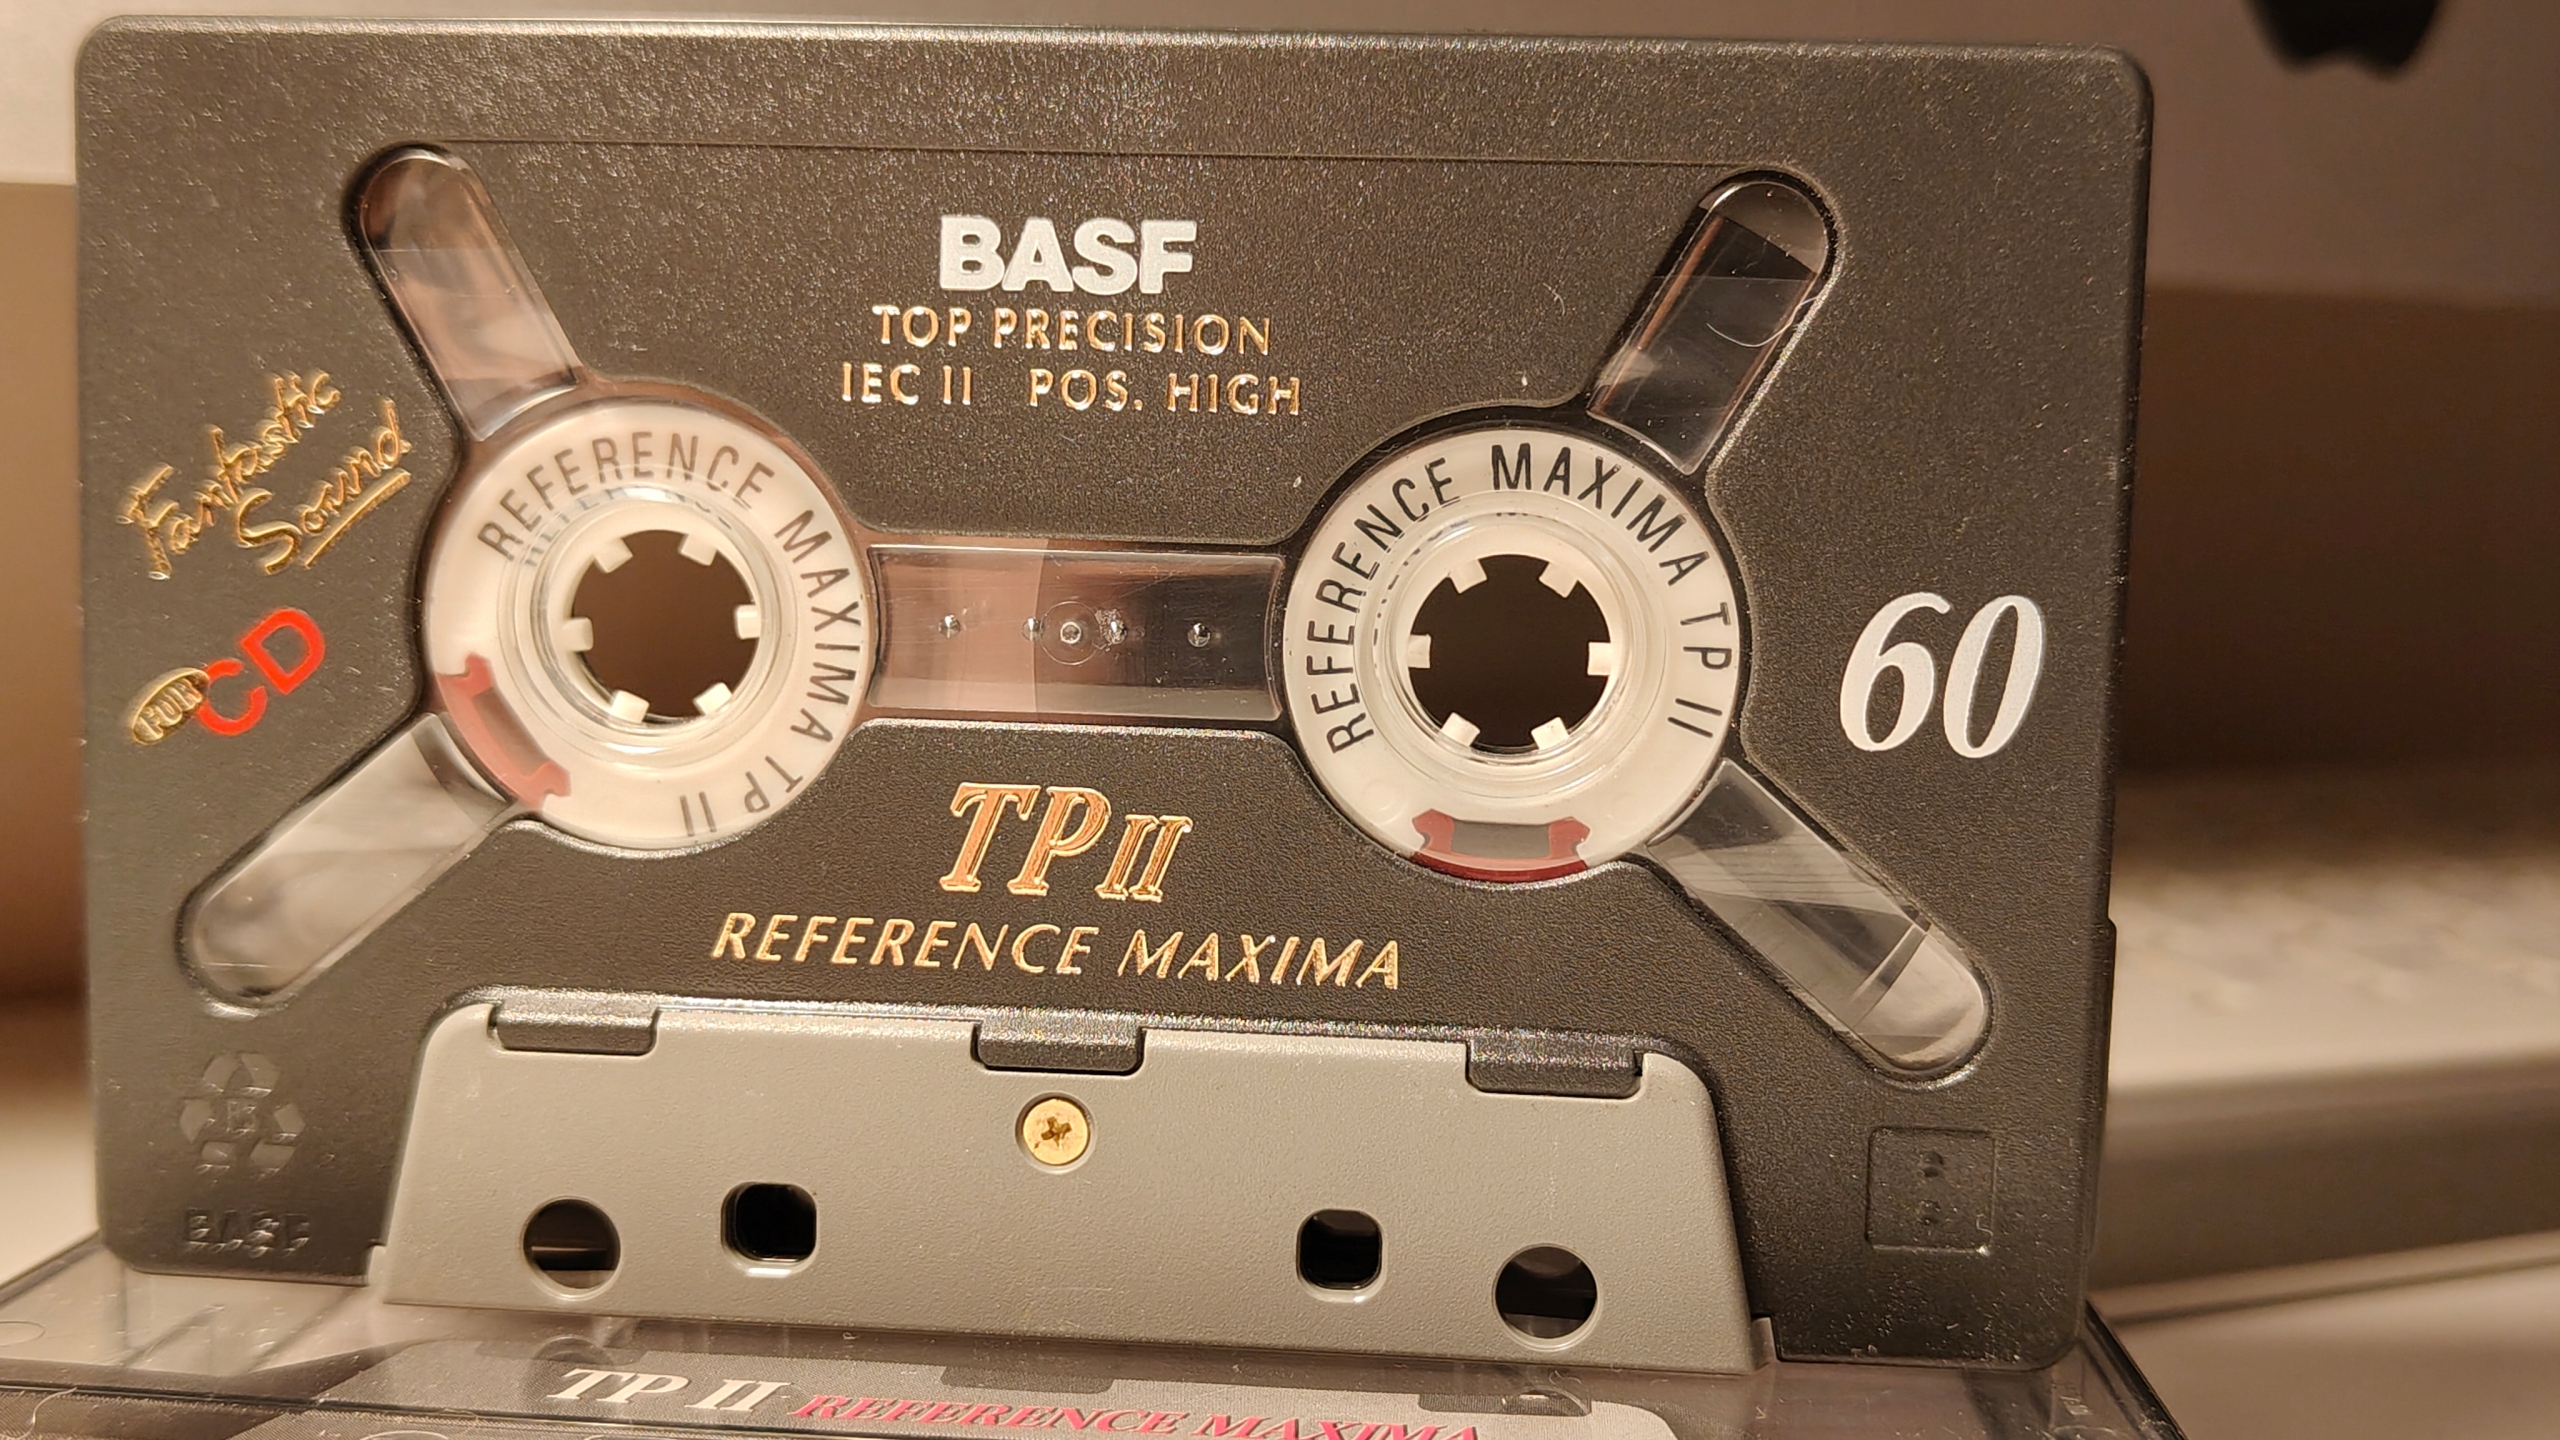 BASF
TOP PRECISION
IEC II POS. HIGH
Fantastic
Sound
FOR CD
REFERENCE MAXIMA TP II
REFERENCE MAXIMA TP II
60
TP II
REFERENCE MAXIMA
BASF
TP II REFERENCE MAXIMA